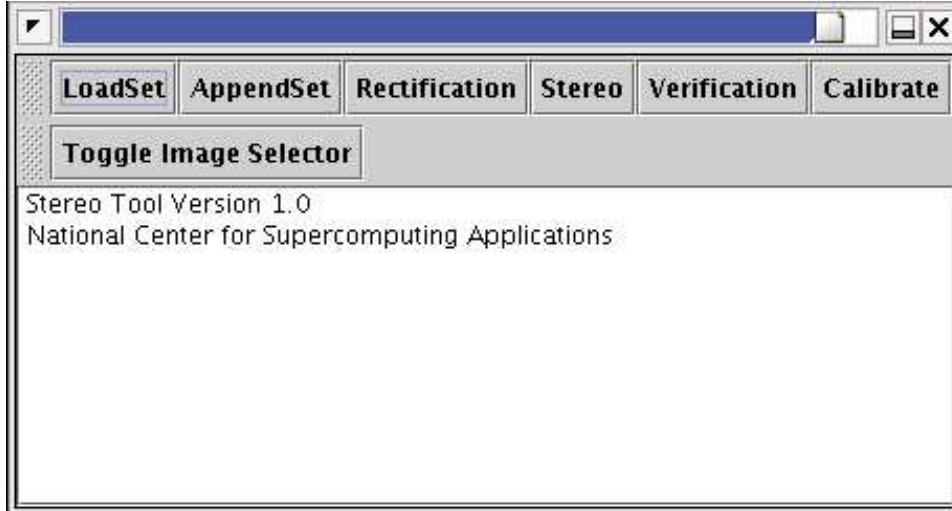 LoadSet AppendSet Rectification Stereo Verification Calibrate
Toggle Image Selector
Stereo Tool Version 1.0
National Center for Supercomputing Applications